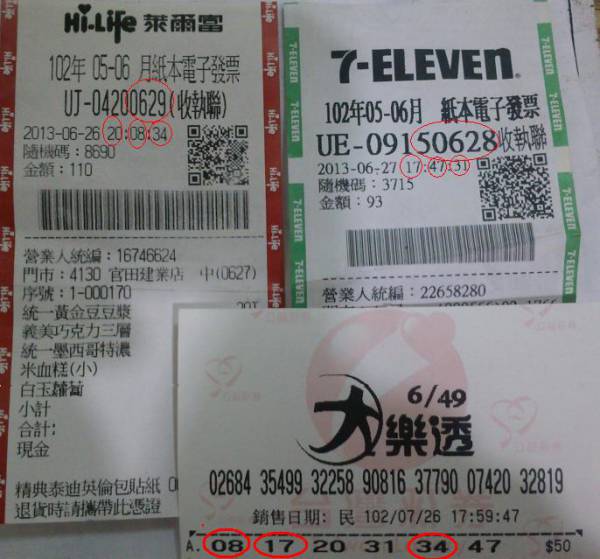 Hi-Life 萊爾富
102年 05-06 月紙本電子發票
UJ-04200629(收執聯)
2013-06-26 20:08:34
隨機碼：8690
金額：110
營業人統編：16746624
門市：4130 官田建業店 中(0627)
序號：1-000170
統一黃金豆豆漿
義美巧克力三層
統一墨西哥特濃
米血糕(小)
白玉蘿蔔
小計
合計:
現金
精典泰迪英倫包貼紙
退貨時請攜帶此憑證
7-ELEVEN
102年05-06月 紙本電子發票
UE-09150628收執聯
2013-06-27 17:47:31
隨機碼：3715
金額：93
營業人統編：22658280
6/49
大樂透
02684 35499 32258 90816 37790 07420 32819
銷售日期: 民 102/07/26 17:59:47
A. 08 17 20 31 34 47 $50